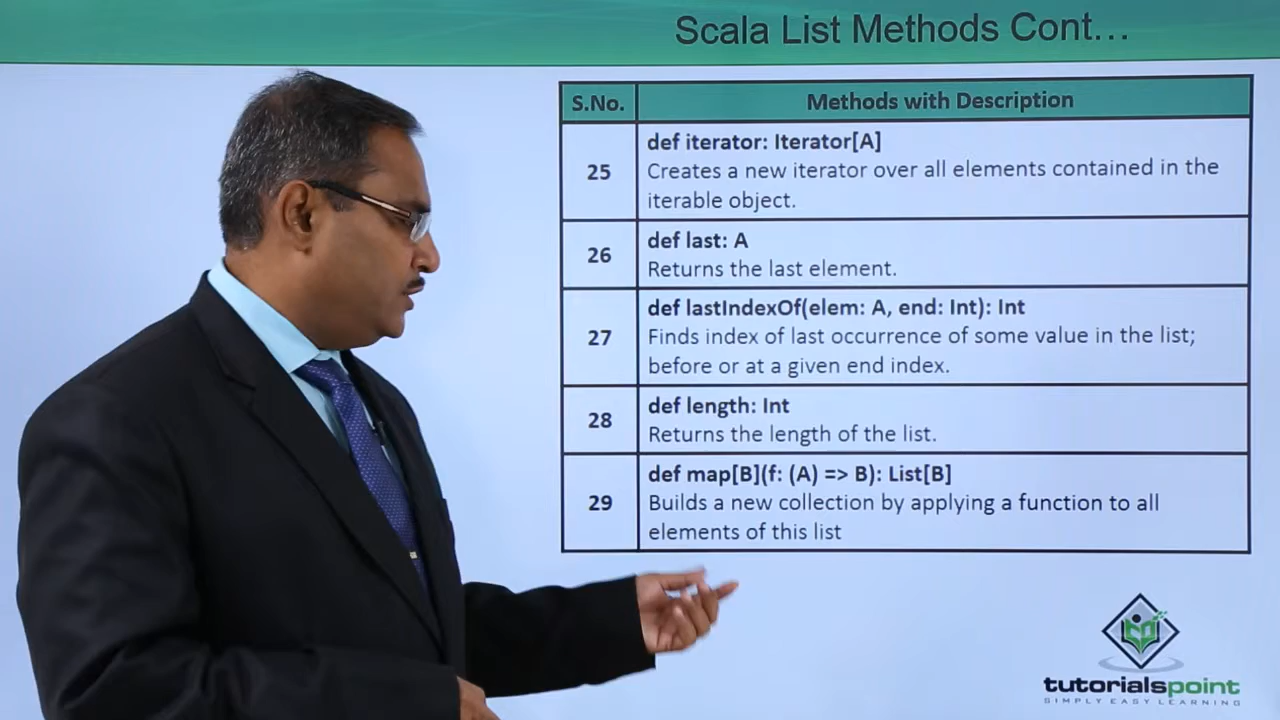 Scala List Methods Cont...
S.No. Methods with Description
25 def iterator: Iterator[A]
Creates a new iterator over all elements contained in the
iterable object.
26 def last: A
Returns the last element.
27 def lastIndexOf(elem: A, end: Int): Int
Finds index of last occurrence of some value in the list;
before or at a given end index.
28 def length: Int
Returns the length of the list.
29 def map[B](f: (A) => B): List[B]
Builds a new collection by applying a function to all
elements of this list
tutorialspoint
SIMPLY EASY LEARNING